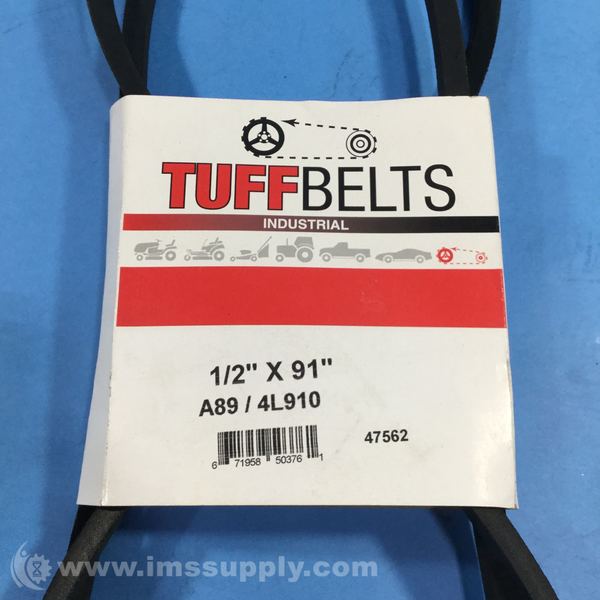 TUFFBELTS
INDUSTRIAL
1/2" X 91"
A89 / 4L910
47562
6 71958 50376 1
www.imssupply.com